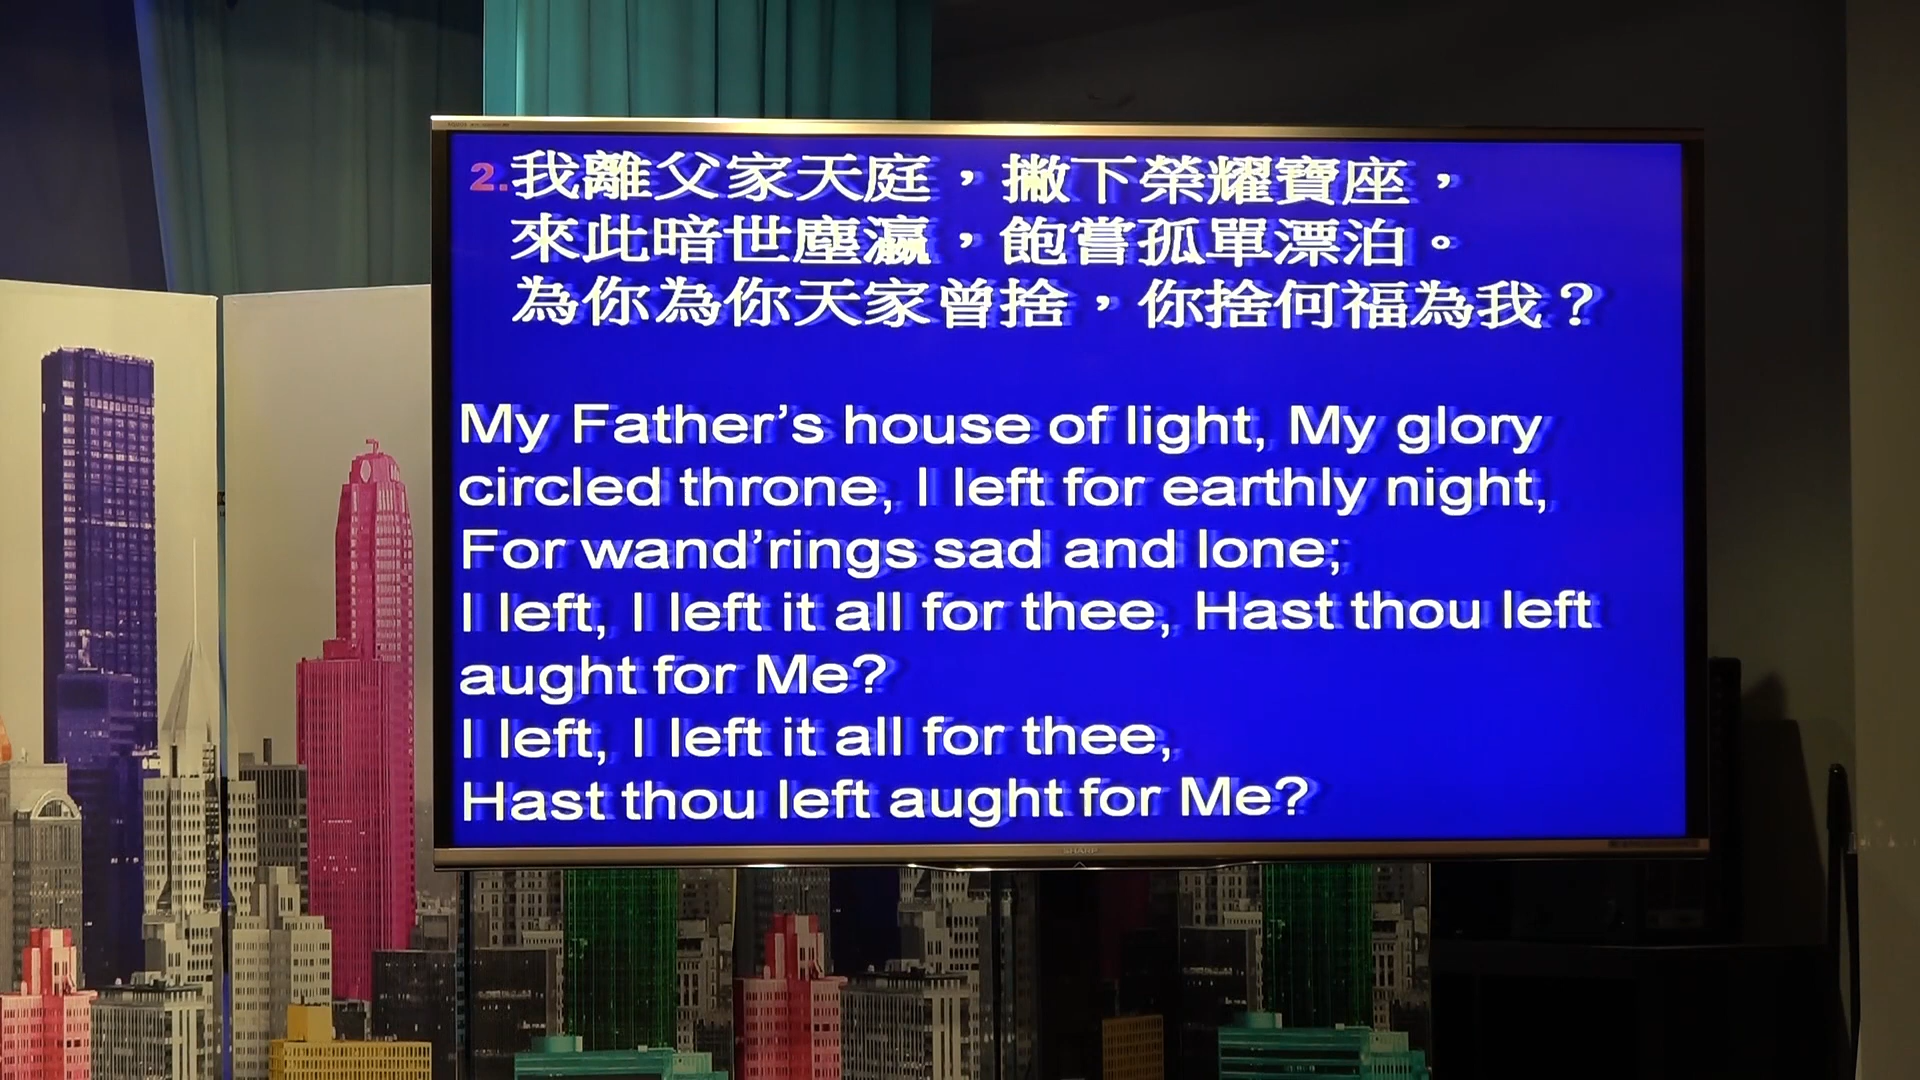 2.我離父家天庭，撇下榮耀寶座，
來此暗世塵瀛，飽嘗孤單漂泊。
為你為你天家曾捨，你捨何福為我？
My Father’s house of light, My glory
circled throne, I left for earthly night,
For wand’rings sad and lone;
I left, I left it all for thee, Hast thou left
aught for Me?
I left, I left it all for thee,
Hast thou left aught for Me?
SHARP